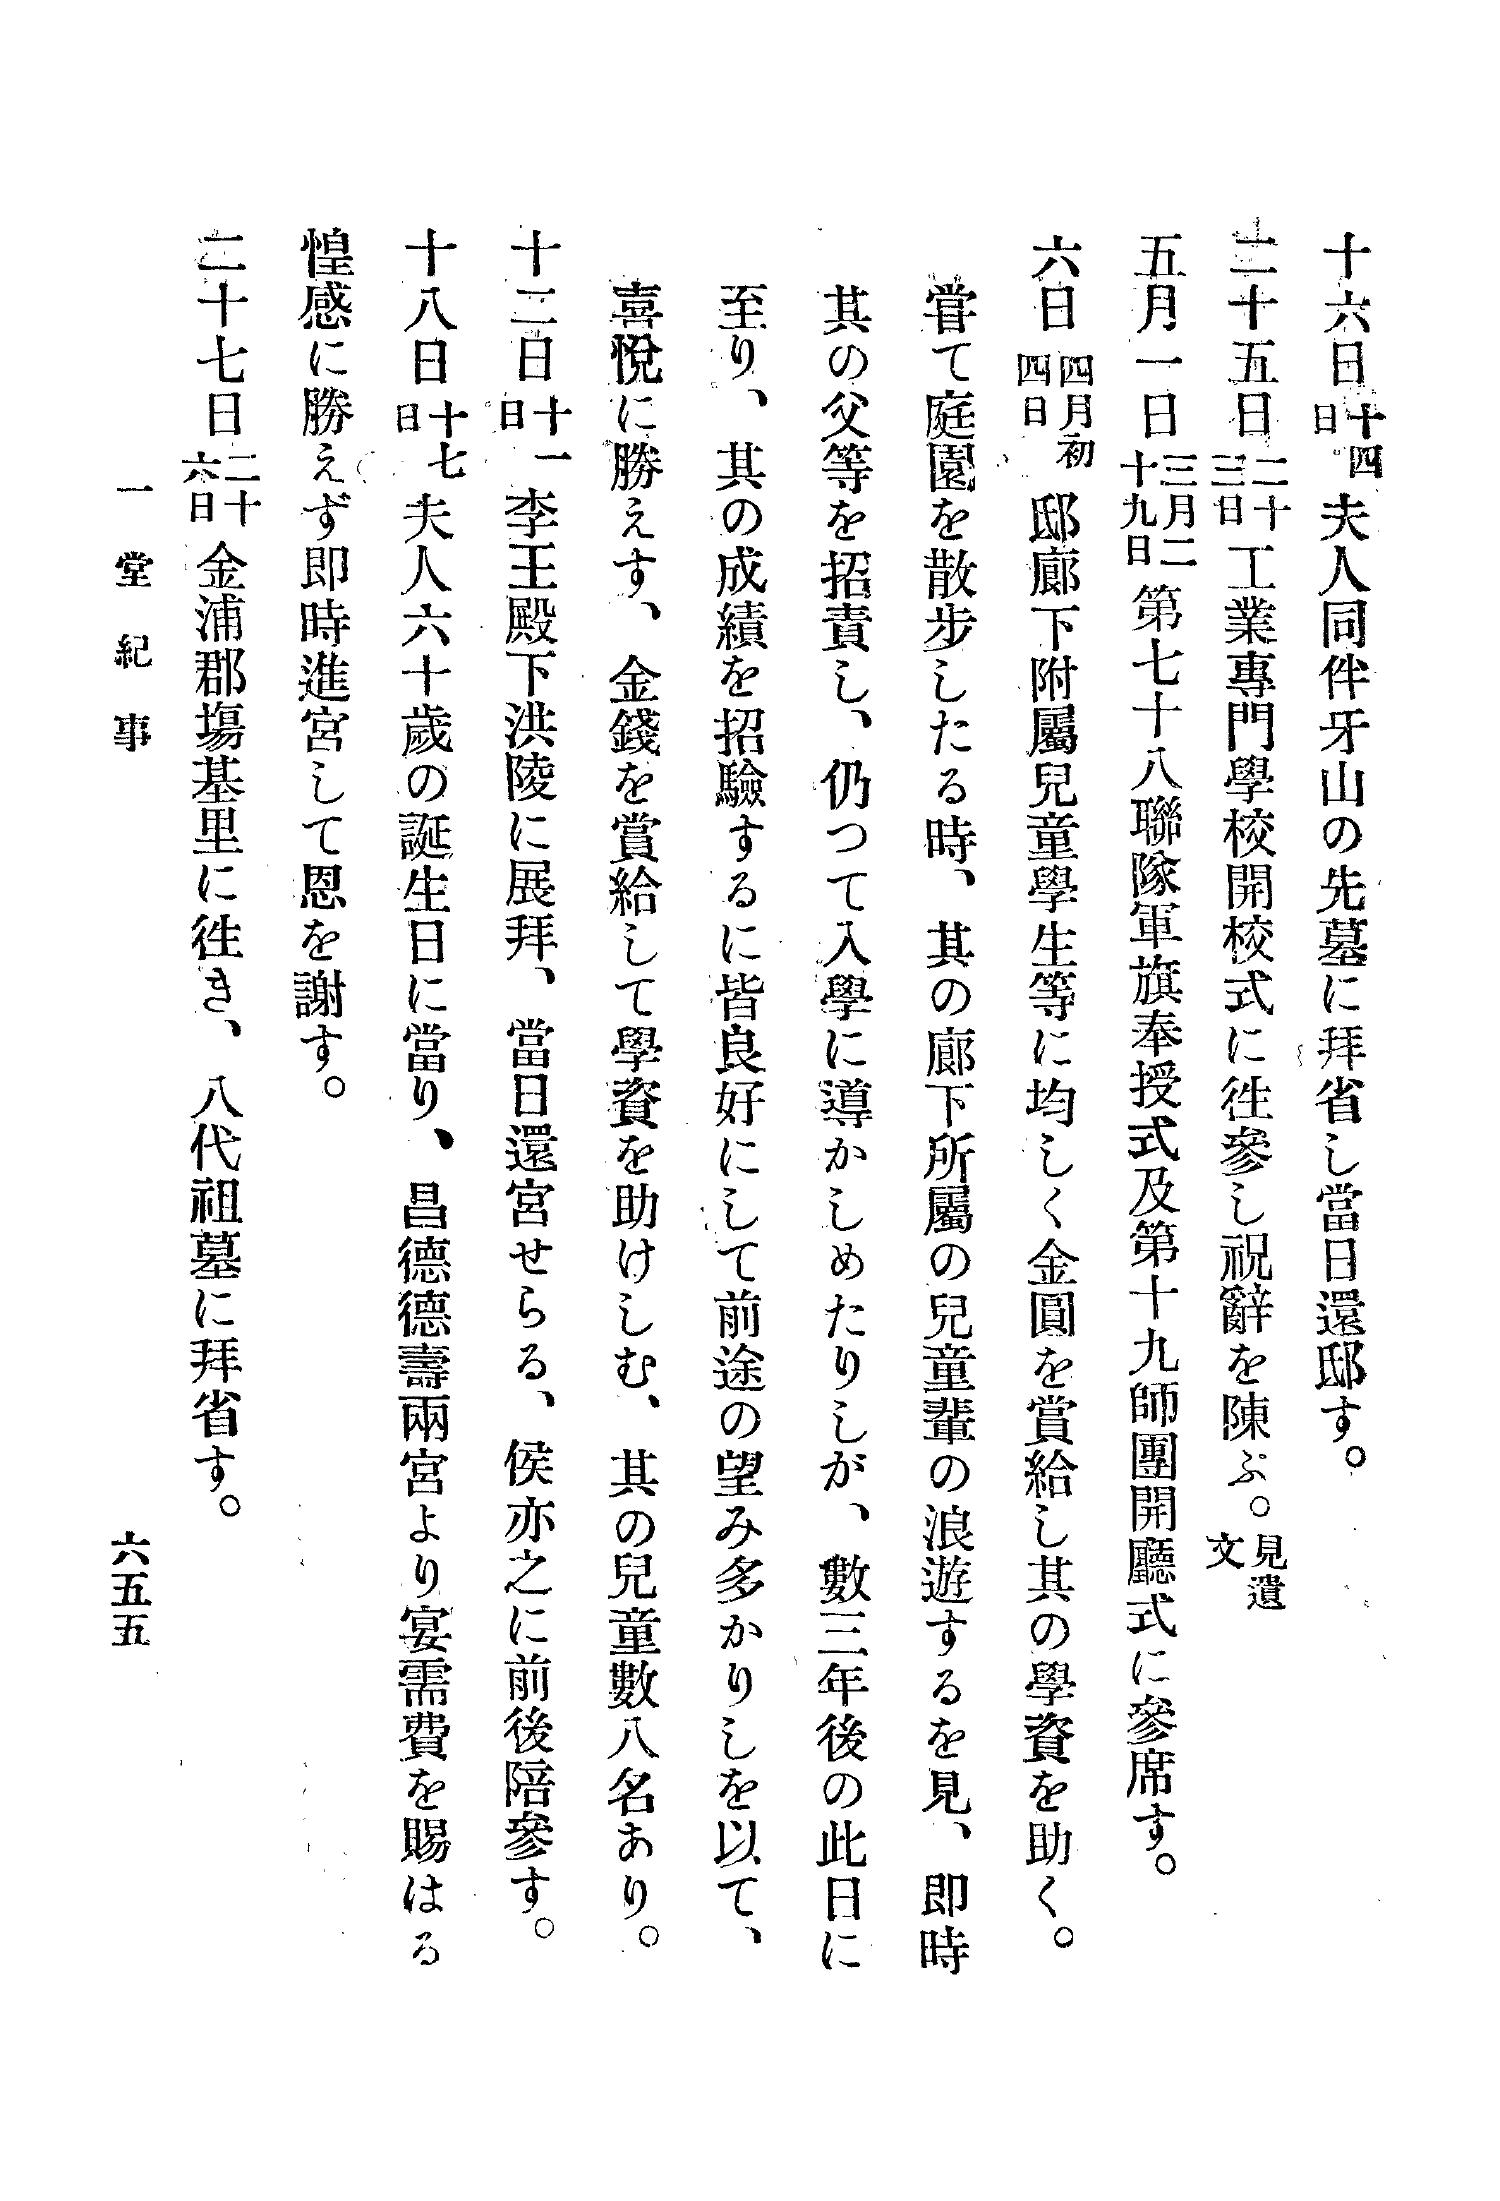 十六日十四日夫人同伴牙山の先墓に拜省し當日還邸す。
二十五日二十三日工業專門學校開校式に徃參し祝辭を陳ぶ。見遺文
五月一日三月二十九日第七十八聯隊軍旗奉授式及第十九師團開廳式に參席す。
六日四月初四日邸廊下附屬兒童學生等に均しく金圓を賞給し其の學資を助く。
甞て庭園を散步したる時、其の廊下所屬の兒童輩の浪遊するを見、卽時
其の父等を招責し、仍つて入學に導かしめたりしが、數三年後の此日に
至り、其の成績を招驗するに皆良好にして前途の望み多かりしを以て、
喜悅に勝えす、金錢を賞給して學資を助けしむ、其の兒童數八名あり。
十二日十一日李王殿下洪陵に展拜、當日還宮せらる、侯亦之に前後陪參す。
十八日十七日夫人六十歲の誕生日に當り、昌德德壽兩宮より宴需費を賜はる
惶感に勝えず卽時進宮して恩を謝す。
二十七日二十六日金浦郡塲基里に徃き、八代祖墓に拜省す。
一堂紀事
六五五